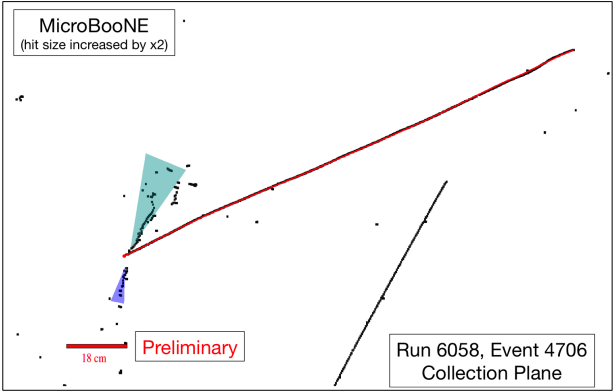 MicroBooNE
(hit size increased by x2)
18 cm
Preliminary
Run 6058, Event 4706
Collection Plane